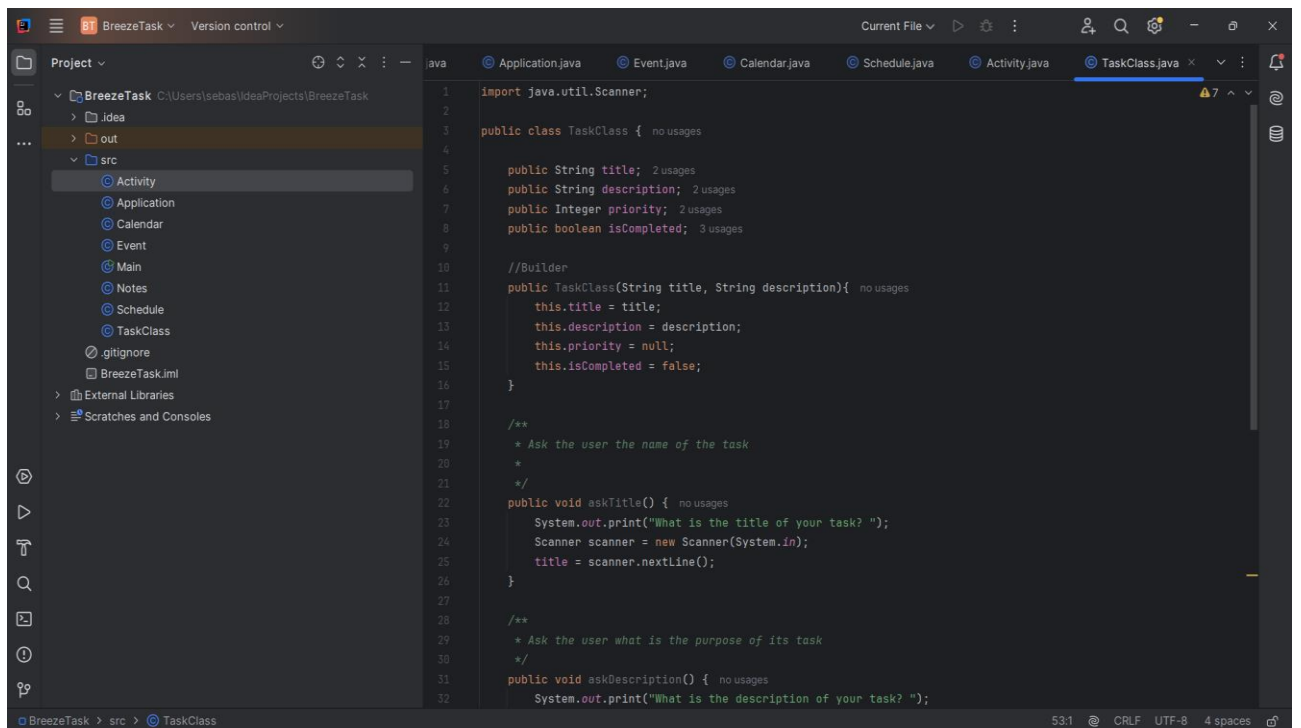 BT BreezeTask Version control Current File
Project
java Application.java Event.java Calendar.java Schedule.java Activity.java TaskClass.java
BreezeTask C:\Users\sebas\IdeaProjects\BreezeTask
.idea
out
src
Activity
Application
Calendar
Event
Main
Notes
Schedule
TaskClass
.gitignore
BreezeTask.iml
External Libraries
Scratches and Consoles
7
1 import java.util.Scanner;
2
3 public class TaskClass { no usages
4
5 public String title; 2 usages
6 public String description; 2 usages
7 public Integer priority; 2 usages
8 public boolean isCompleted; 3 usages
9
10 //Builder
11 public TaskClass(String title, String description){ no usages
12 this.title = title;
13 this.description = description;
14 this.priority = null;
15 this.isCompleted = false;
16 }
17
18 /**
19 * Ask the user the name of the task
20 *
21 */
22 public void askTitle() { no usages
23 System.out.print("What is the title of your task? ");
24 Scanner scanner = new Scanner(System.in);
25 title = scanner.nextLine();
26 }
27
28 /**
29 * Ask the user what is the purpose of its task
30 */
31 public void askDescription() { no usages
32 System.out.print("What is the description of your task? ");
BreezeTask > src > TaskClass 53:1 CRLF UTF-8 4 spaces